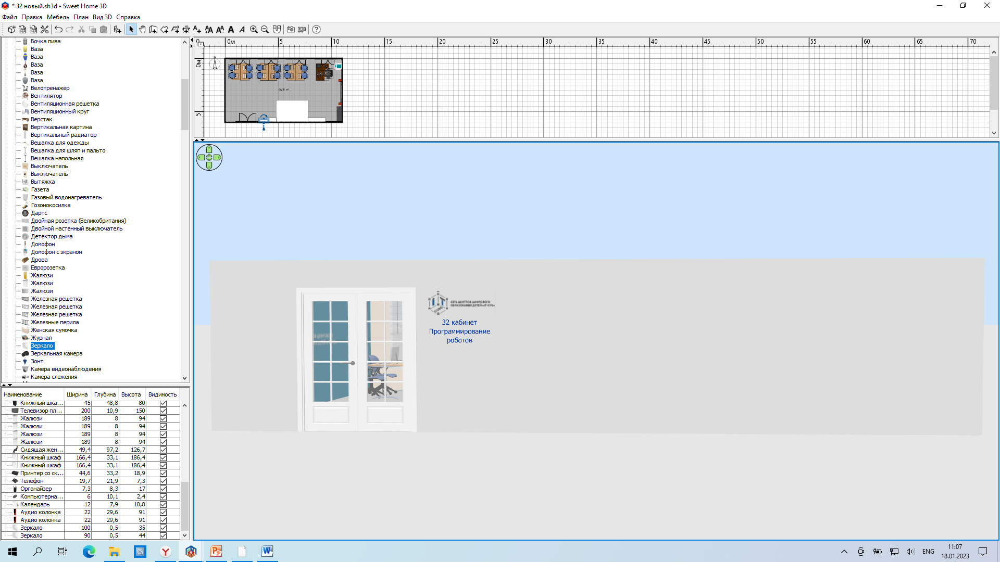 * 32 новый.sh3d - Sweet Home 3D
Файл Правка Мебель План Вид 3D Справка
Бочка пива
Ваза
Ваза
Ваза
Ваза
Ваза
Велотренажер
Вентилятор
Вентиляционная решетка
Вентиляционный круг
Верстак
Вертикальная картина
Вертикальный радиатор
Вешалка для одежды
Вешалка для шляп и пальто
Вешалка напольная
Выключатель
Выключатель
Вытяжка
Газета
Газовый водонагреватель
Гозонокосилка
Дартс
Двойная розетка (Великобритания)
Двойной настенный выключатель
Детектор дыма
Домофон
Домофон с экраном
Дрова
Евророзетка
Жалюзи
Жалюзи
Жалюзи
Железная решетка
Железная решетка
Железная решетка
Железные перила
Женская сумочка
Журнал
Зеркало
Зеркальная камера
Зонт
Камера видеонаблюдения
Камера слежения
Наименование Ширина Глубина Высота Видимость
Книжный шка... 45 48,8 80
Телевизор пл... 200 10,9 150
Жалюзи 189 8 94
Жалюзи 189 8 94
Жалюзи 189 8 94
Жалюзи 189 8 94
Сидящая жен... 49,4 97,2 126,7
Книжный шкаф 166,4 33,1 186,4
Книжный шкаф 166,4 33,1 186,4
Принтер со ск... 44,6 33,2 18,9
Телефон 19,7 21,9 7,3
Органайзер 7,3 8,3 17
Компьютерна... 6 10,1 2,4
Календарь 12 7,9 10,8
Аудио колонка 22 29,6 91
Аудио колонка 22 29,6 91
Зеркало 100 0,5 35
Зеркало 90 0,5 44
0м 5 10 15 20 25 30 35 40 45 50 55 60 65 70
0м
5
N
СЕТЬ ЦЕНТРОВ ЦИФРОВОГО
ОБРАЗОВАНИЯ ДЕТЕЙ «IT-КУБ»
32 кабинет
Программирование
роботов
ENG
11:07
18.01.2023